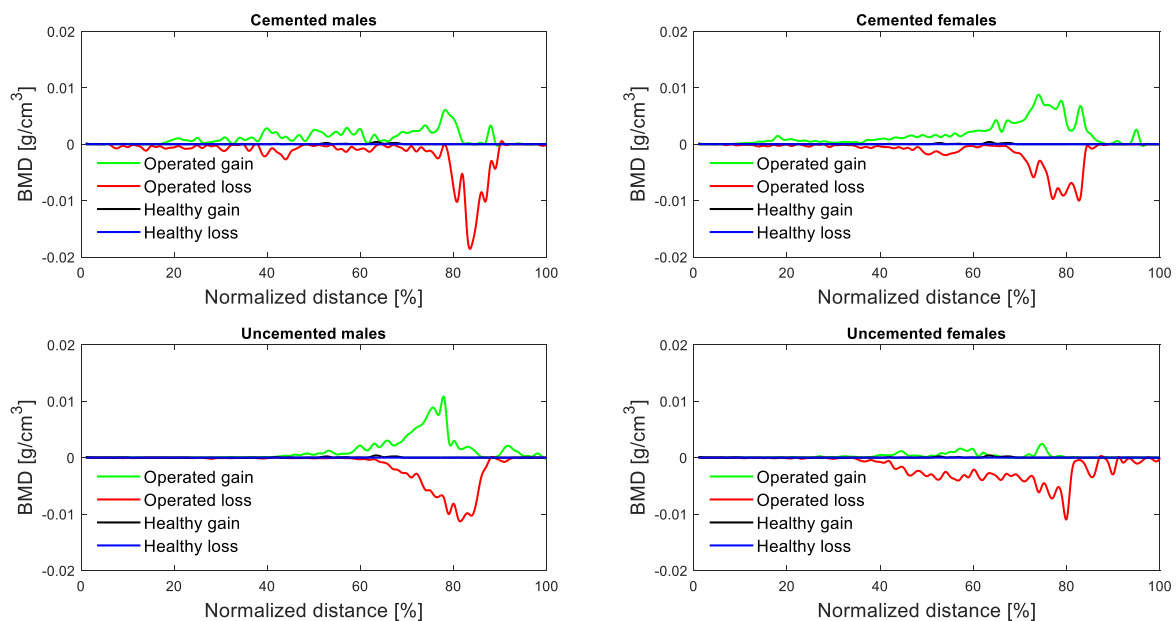 Cemented males
0.02
0.01
0
-0.01
-0.02
BMD [g/cm³]
Operated gain
Operated loss
Healthy gain
Healthy loss
0 20 40 60 80 100
Normalized distance [%]
Cemented females
0.02
0.01
0
-0.01
-0.02
BMD [g/cm³]
Operated gain
Operated loss
Healthy gain
Healthy loss
0 20 40 60 80 100
Normalized distance [%]
Uncemented males
0.02
0.01
0
-0.01
-0.02
BMD [g/cm³]
Operated gain
Operated loss
Healthy gain
Healthy loss
0 20 40 60 80 100
Normalized distance [%]
Uncemented females
0.02
0.01
0
-0.01
-0.02
BMD [g/cm³]
Operated gain
Operated loss
Healthy gain
Healthy loss
0 20 40 60 80 100
Normalized distance [%]